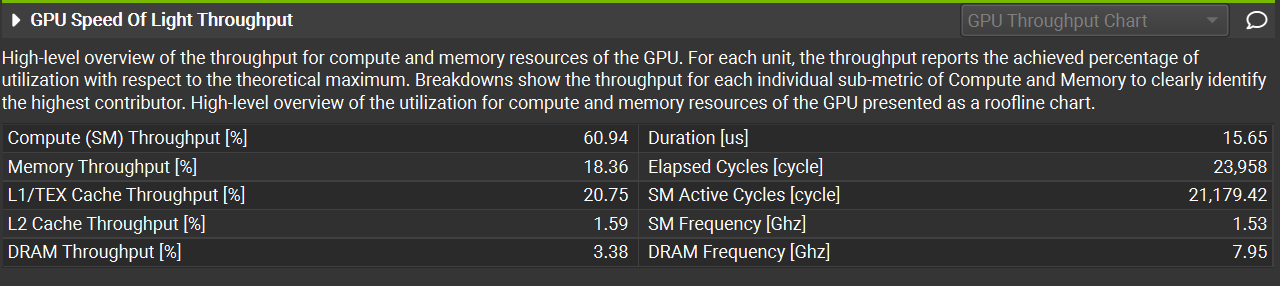 GPU Speed Of Light Throughput
GPU Throughput Chart
High-level overview of the throughput for compute and memory resources of the GPU. For each unit, the throughput reports the achieved percentage of
utilization with respect to the theoretical maximum. Breakdowns show the throughput for each individual sub-metric of Compute and Memory to clearly identify
the highest contributor. High-level overview of the utilization for compute and memory resources of the GPU presented as a roofline chart.
Compute (SM) Throughput [%] 60.94 Duration [us] 15.65
Memory Throughput [%] 18.36 Elapsed Cycles [cycle] 23,958
L1/TEX Cache Throughput [%] 20.75 SM Active Cycles [cycle] 21,179.42
L2 Cache Throughput [%] 1.59 SM Frequency [Ghz] 1.53
DRAM Throughput [%] 3.38 DRAM Frequency [Ghz] 7.95